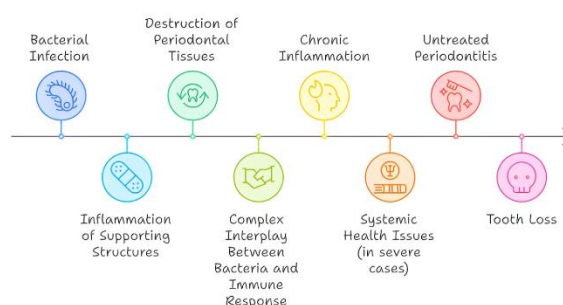 Bacterial
Infection
Inflammation
of Supporting
Structures
Destruction of
Periodontal
Tissues
Complex
Interplay
Between
Bacteria and
Immune
Response
Chronic
Inflammation
Systemic
Health Issues
(in severe
cases)
Untreated
Periodontitis
Tooth Loss